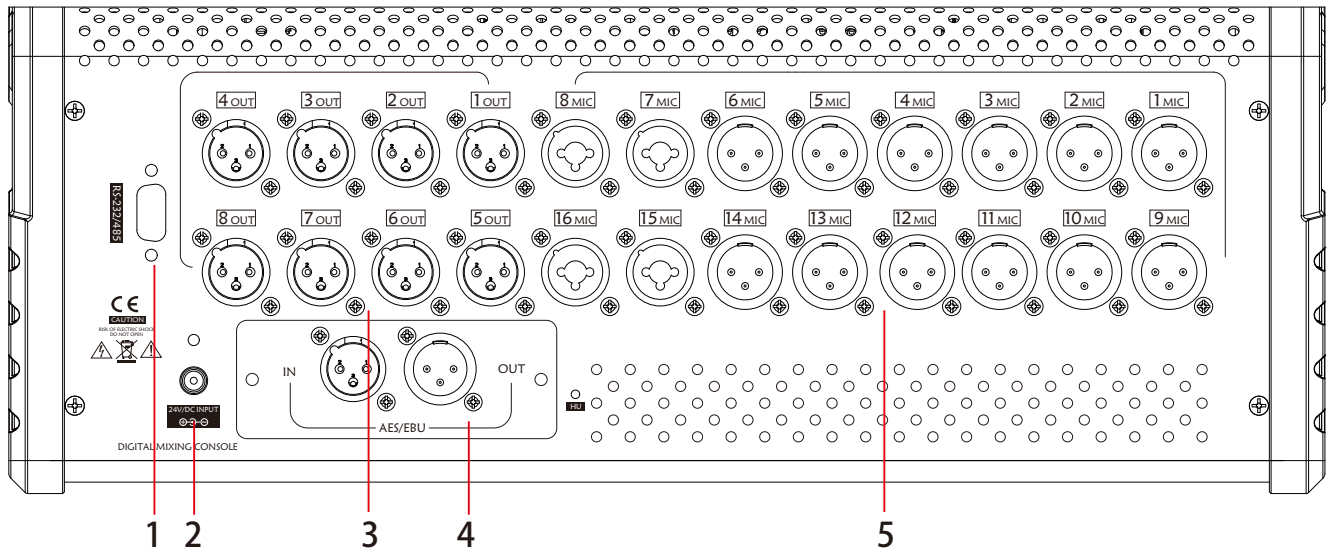 4 OUT 3 OUT 2 OUT 1 OUT 8 MIC 7 MIC 6 MIC 5 MIC 4 MIC 3 MIC 2 MIC 1 MIC
RS-232/485
8 OUT 7 OUT 6 OUT 5 OUT 16 MIC 15 MIC 14 MIC 13 MIC 12 MIC 11 MIC 10 MIC 9 MIC
CE
CAUTION
RISK OF ELECTRIC SHOCK
DO NOT OPEN
IN OUT
AES/EBU
HU
24V/DC INPUT
DIGITAL MIXING CONSOLE
1 2 3 4 5